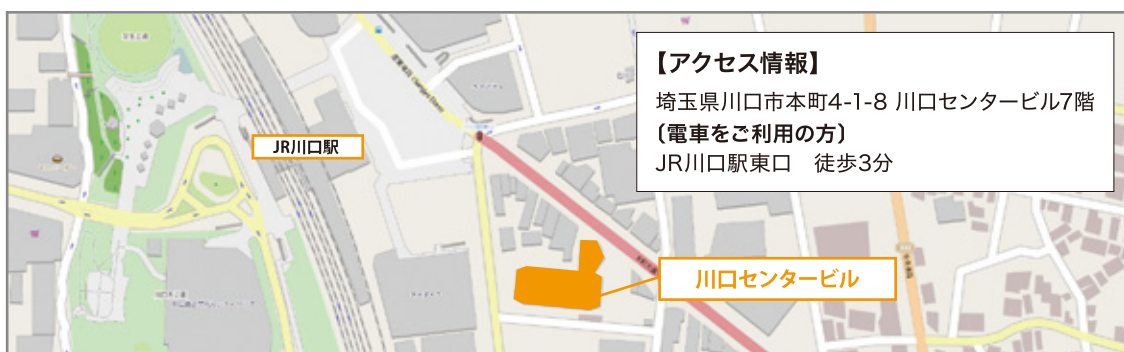 【アクセス情報】
埼玉県川口市本町4-1-8 川口センタービル7階
〔電車をご利用の方〕
JR川口駅東口　徒歩3分
JR川口駅
川口センタービル